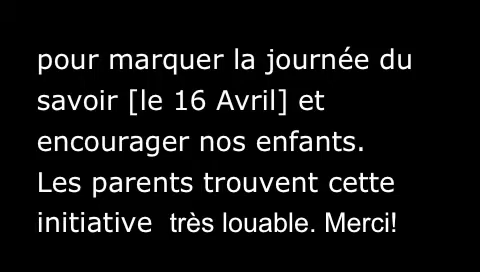 pour marquer la journée du
savoir [le 16 Avril] et
encourager nos enfants.
Les parents trouvent cette
initiative  très louable. Merci!